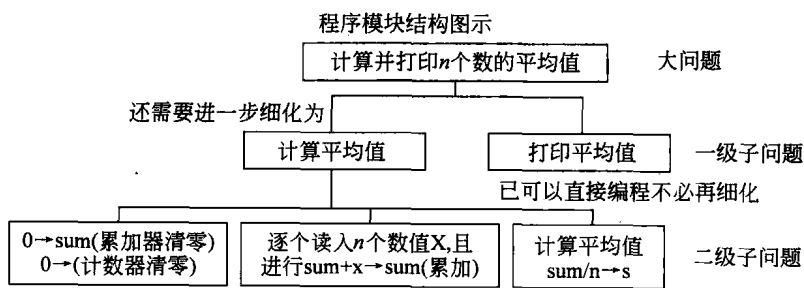 程序模块结构图示
计算并打印n个数的平均值
大问题
还需要进一步细化为
计算平均值
打印平均值
一级子问题
已可以直接编程不必再细化
0→sum(累加器清零)
0→(计数器清零)
逐个读入n个数值X,且
进行sum+x→sum(累加)
计算平均值
sum/n→s
二级子问题